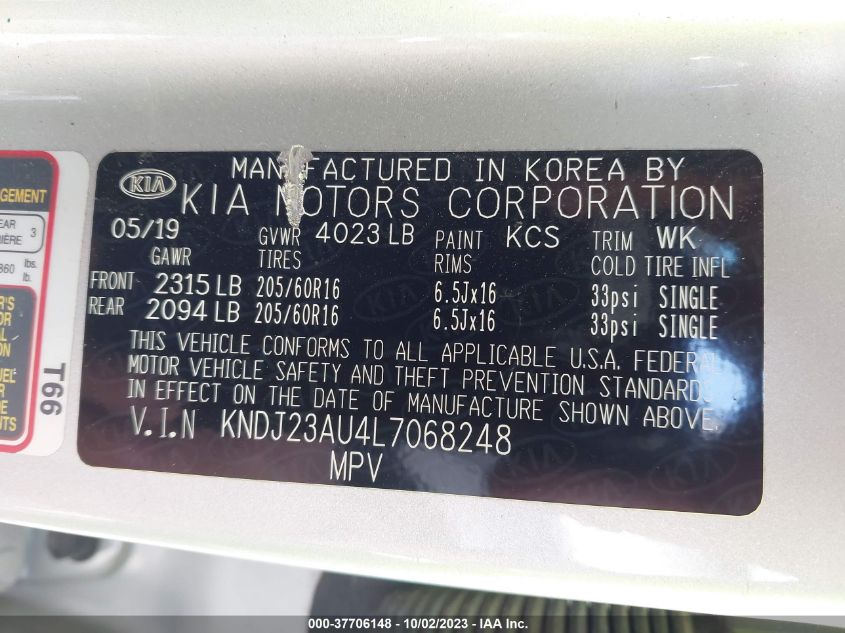 MANUFACTURED IN KOREA BY
KIA KIA MOTORS CORPORATION
05/19 GVWR 4023 LB PAINT KCS TRIM WK
GAWR TIRES RIMS COLD TIRE INFL
FRONT 2315 LB 205/60R16 6.5Jx16 33psi SINGLE
REAR 2094 LB 205/60R16 6.5Jx16 33psi SINGLE
THIS VEHICLE CONFORMS TO ALL APPLICABLE U.S.A. FEDERAL
MOTOR VEHICLE SAFETY AND THEFT PREVENTION STANDARDS
IN EFFECT ON THE DATE OF MANUFACTURE SHOWN ABOVE.
V.I.N KNDJ23AU4L7068248
MPV
T66
3
lbs.
lb.
000-37706148 - 10/02/2023 - IAA Inc.